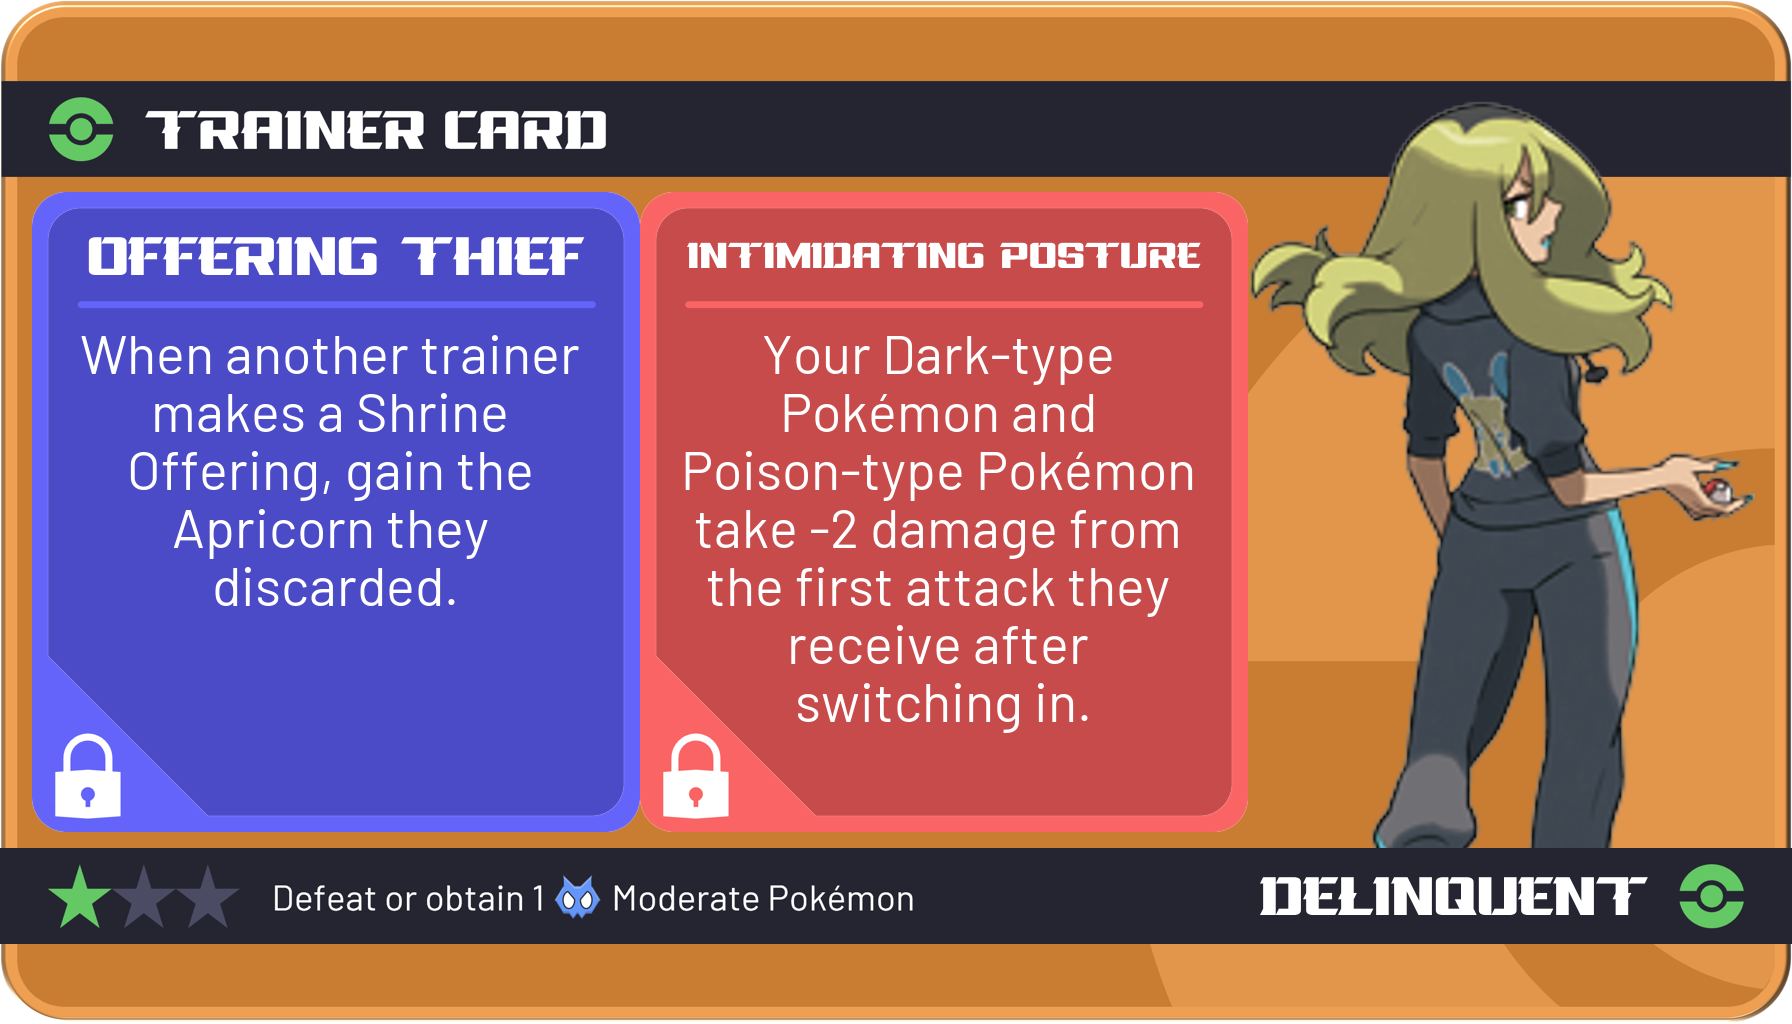 TRAINER CARD
OFFERING THIEF
When another trainer
makes a Shrine
Offering, gain the
Apricorn they
discarded.
INTIMIDATING POSTURE
Your Dark-type
Pokémon and
Poison-type Pokémon
take -2 damage from
the first attack they
receive after
switching in.
Defeat or obtain 1 Moderate Pokémon
DELINQUENT